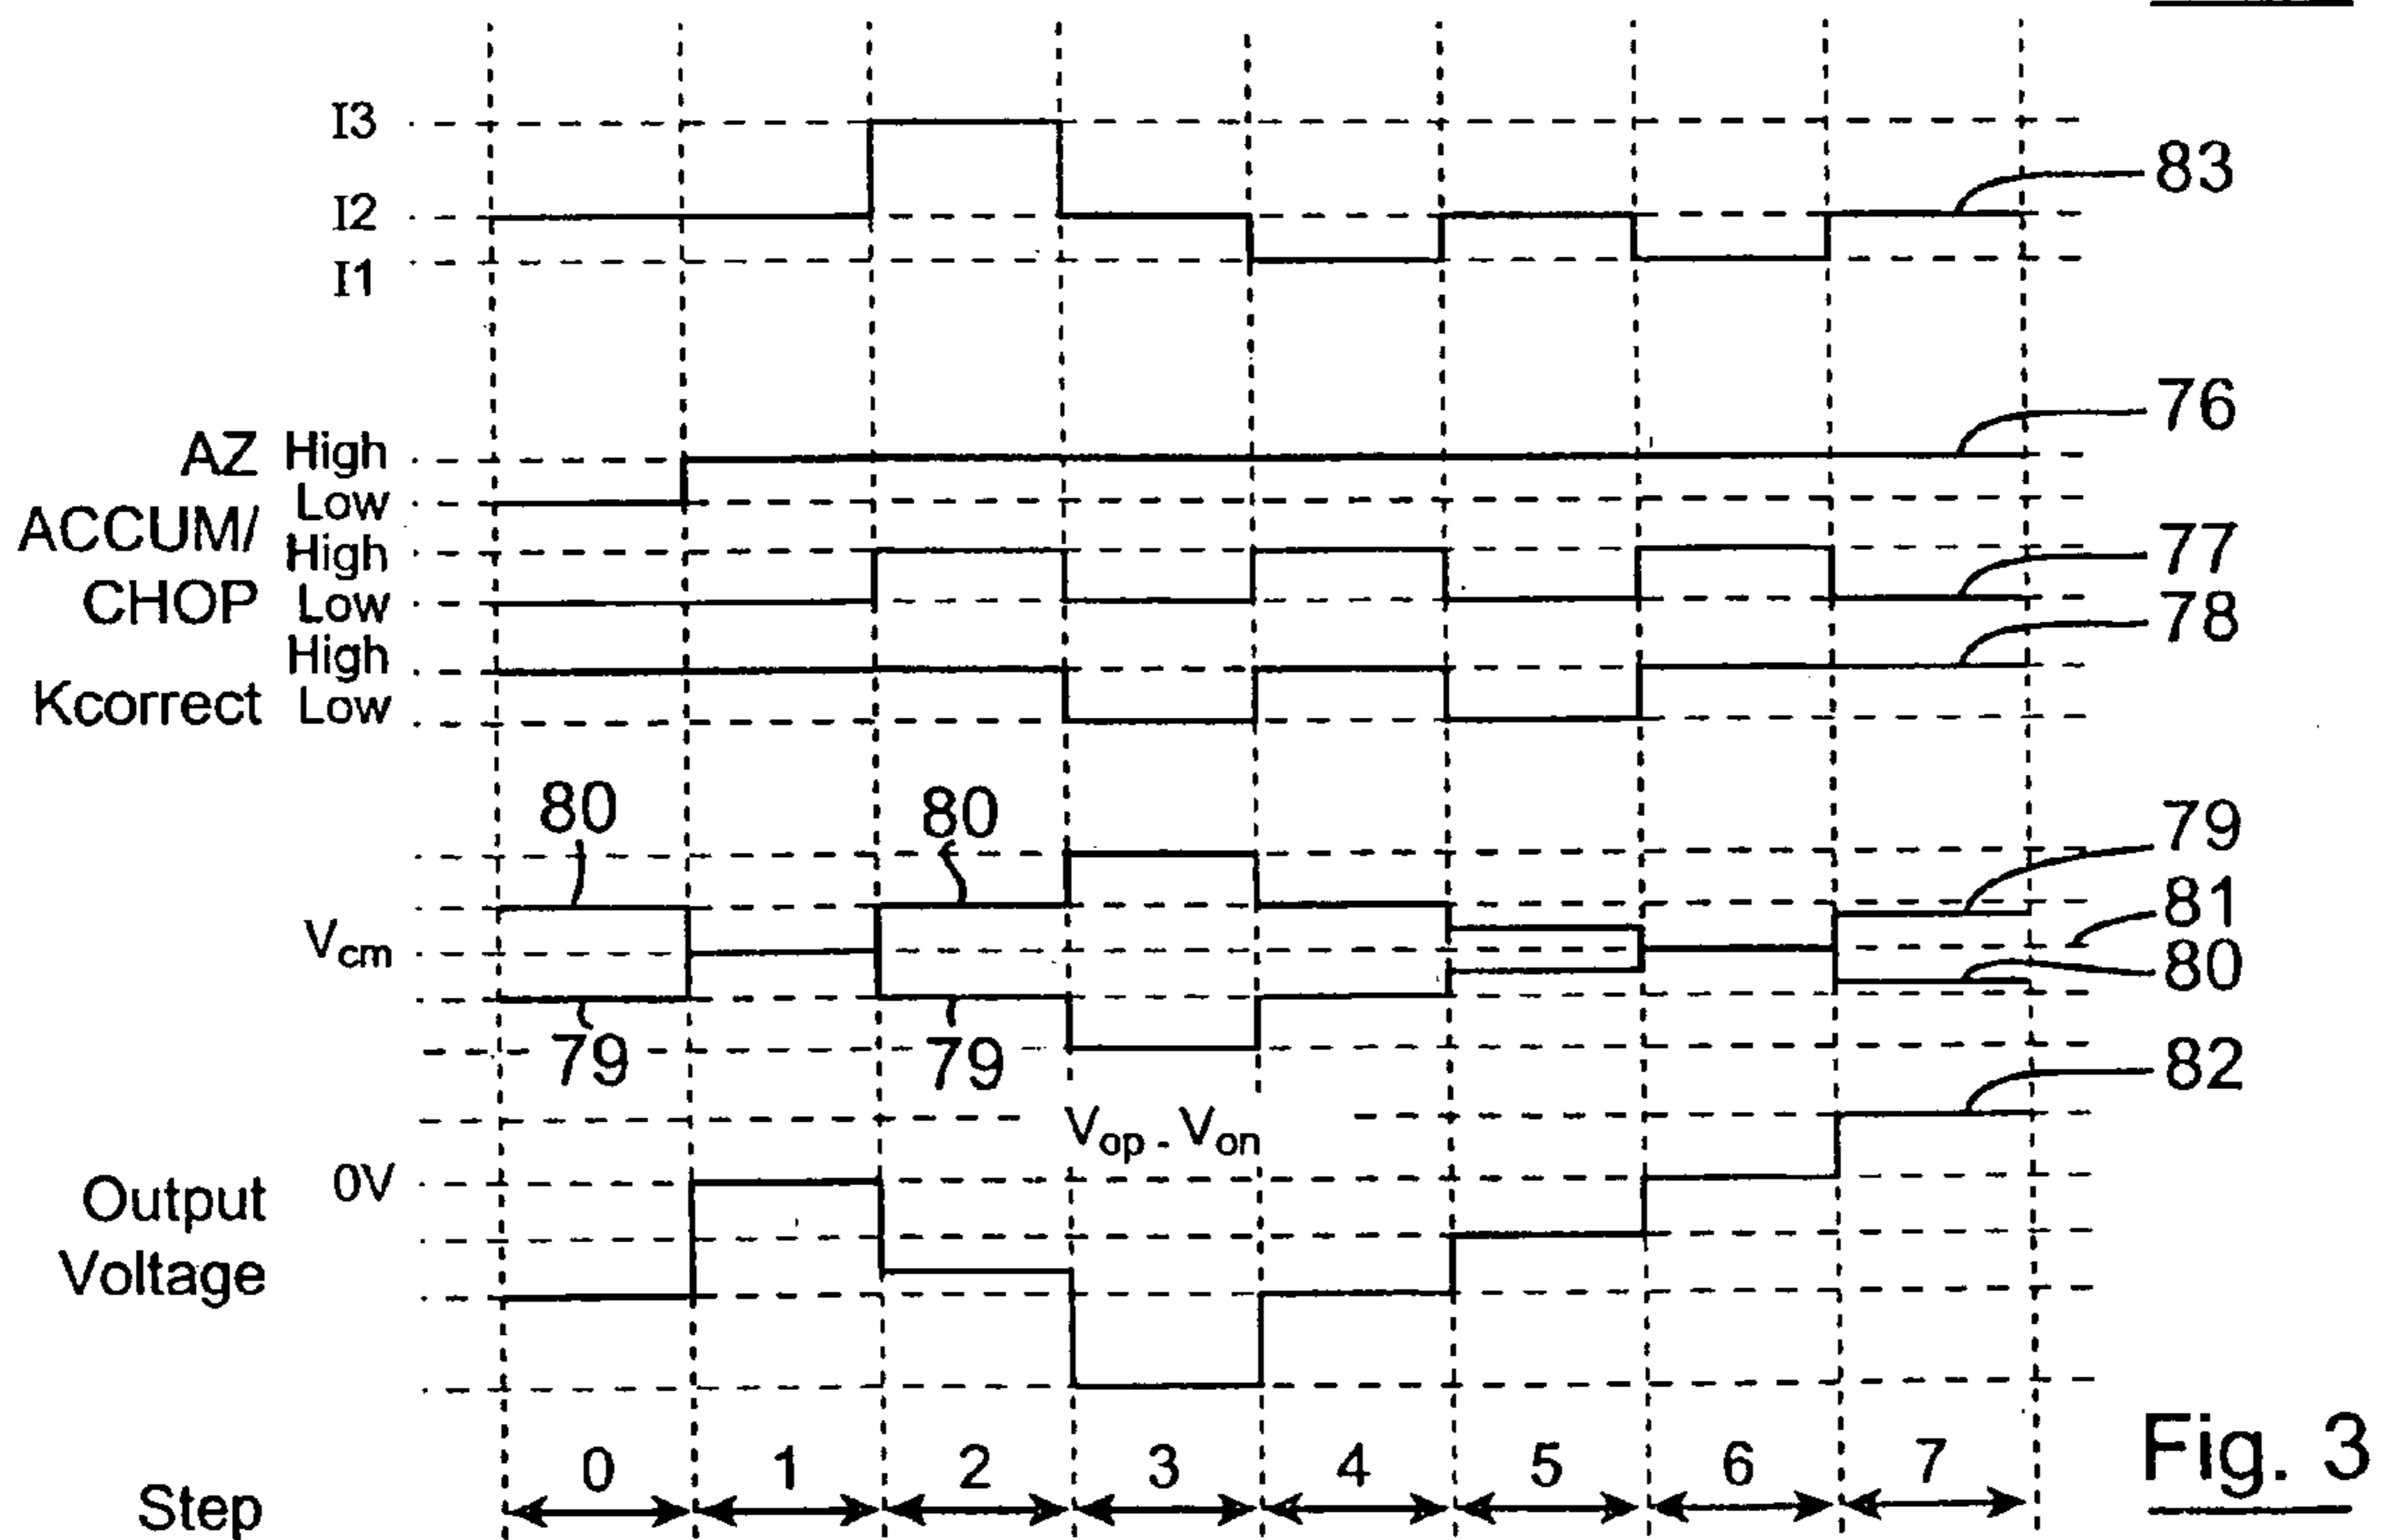 I3
83
I2
I1
76
AZ High
Low
ACCUM/
CHOP
High
Low
77
78
High
Kcorrect Low
80
80
79
81
Vcm
80
79
79
82
Vop - Von
0V
Output
Voltage
Step
0 1 2 3 4 5 6 7
Fig. 3